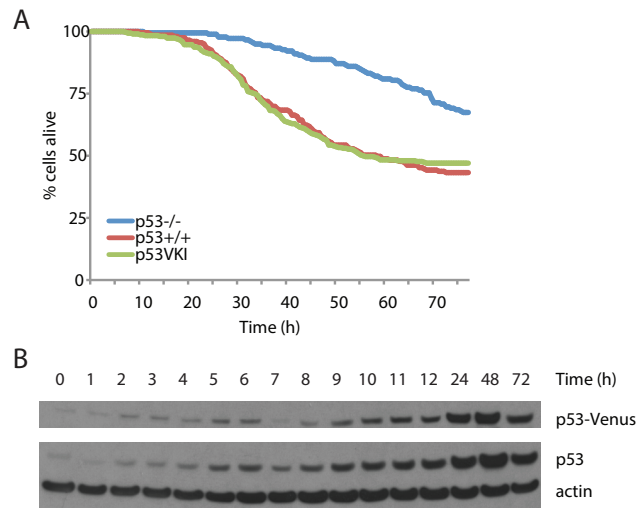 A
100
75
50
25
0
% cells alive
p53-/-
p53+/+
p53VKI
0 10 20 30 40 50 60 70
Time (h)
B
0 1 2 3 4 5 6 7 8 9 10 11 12 24 48 72 Time (h)
p53-Venus
p53
actin